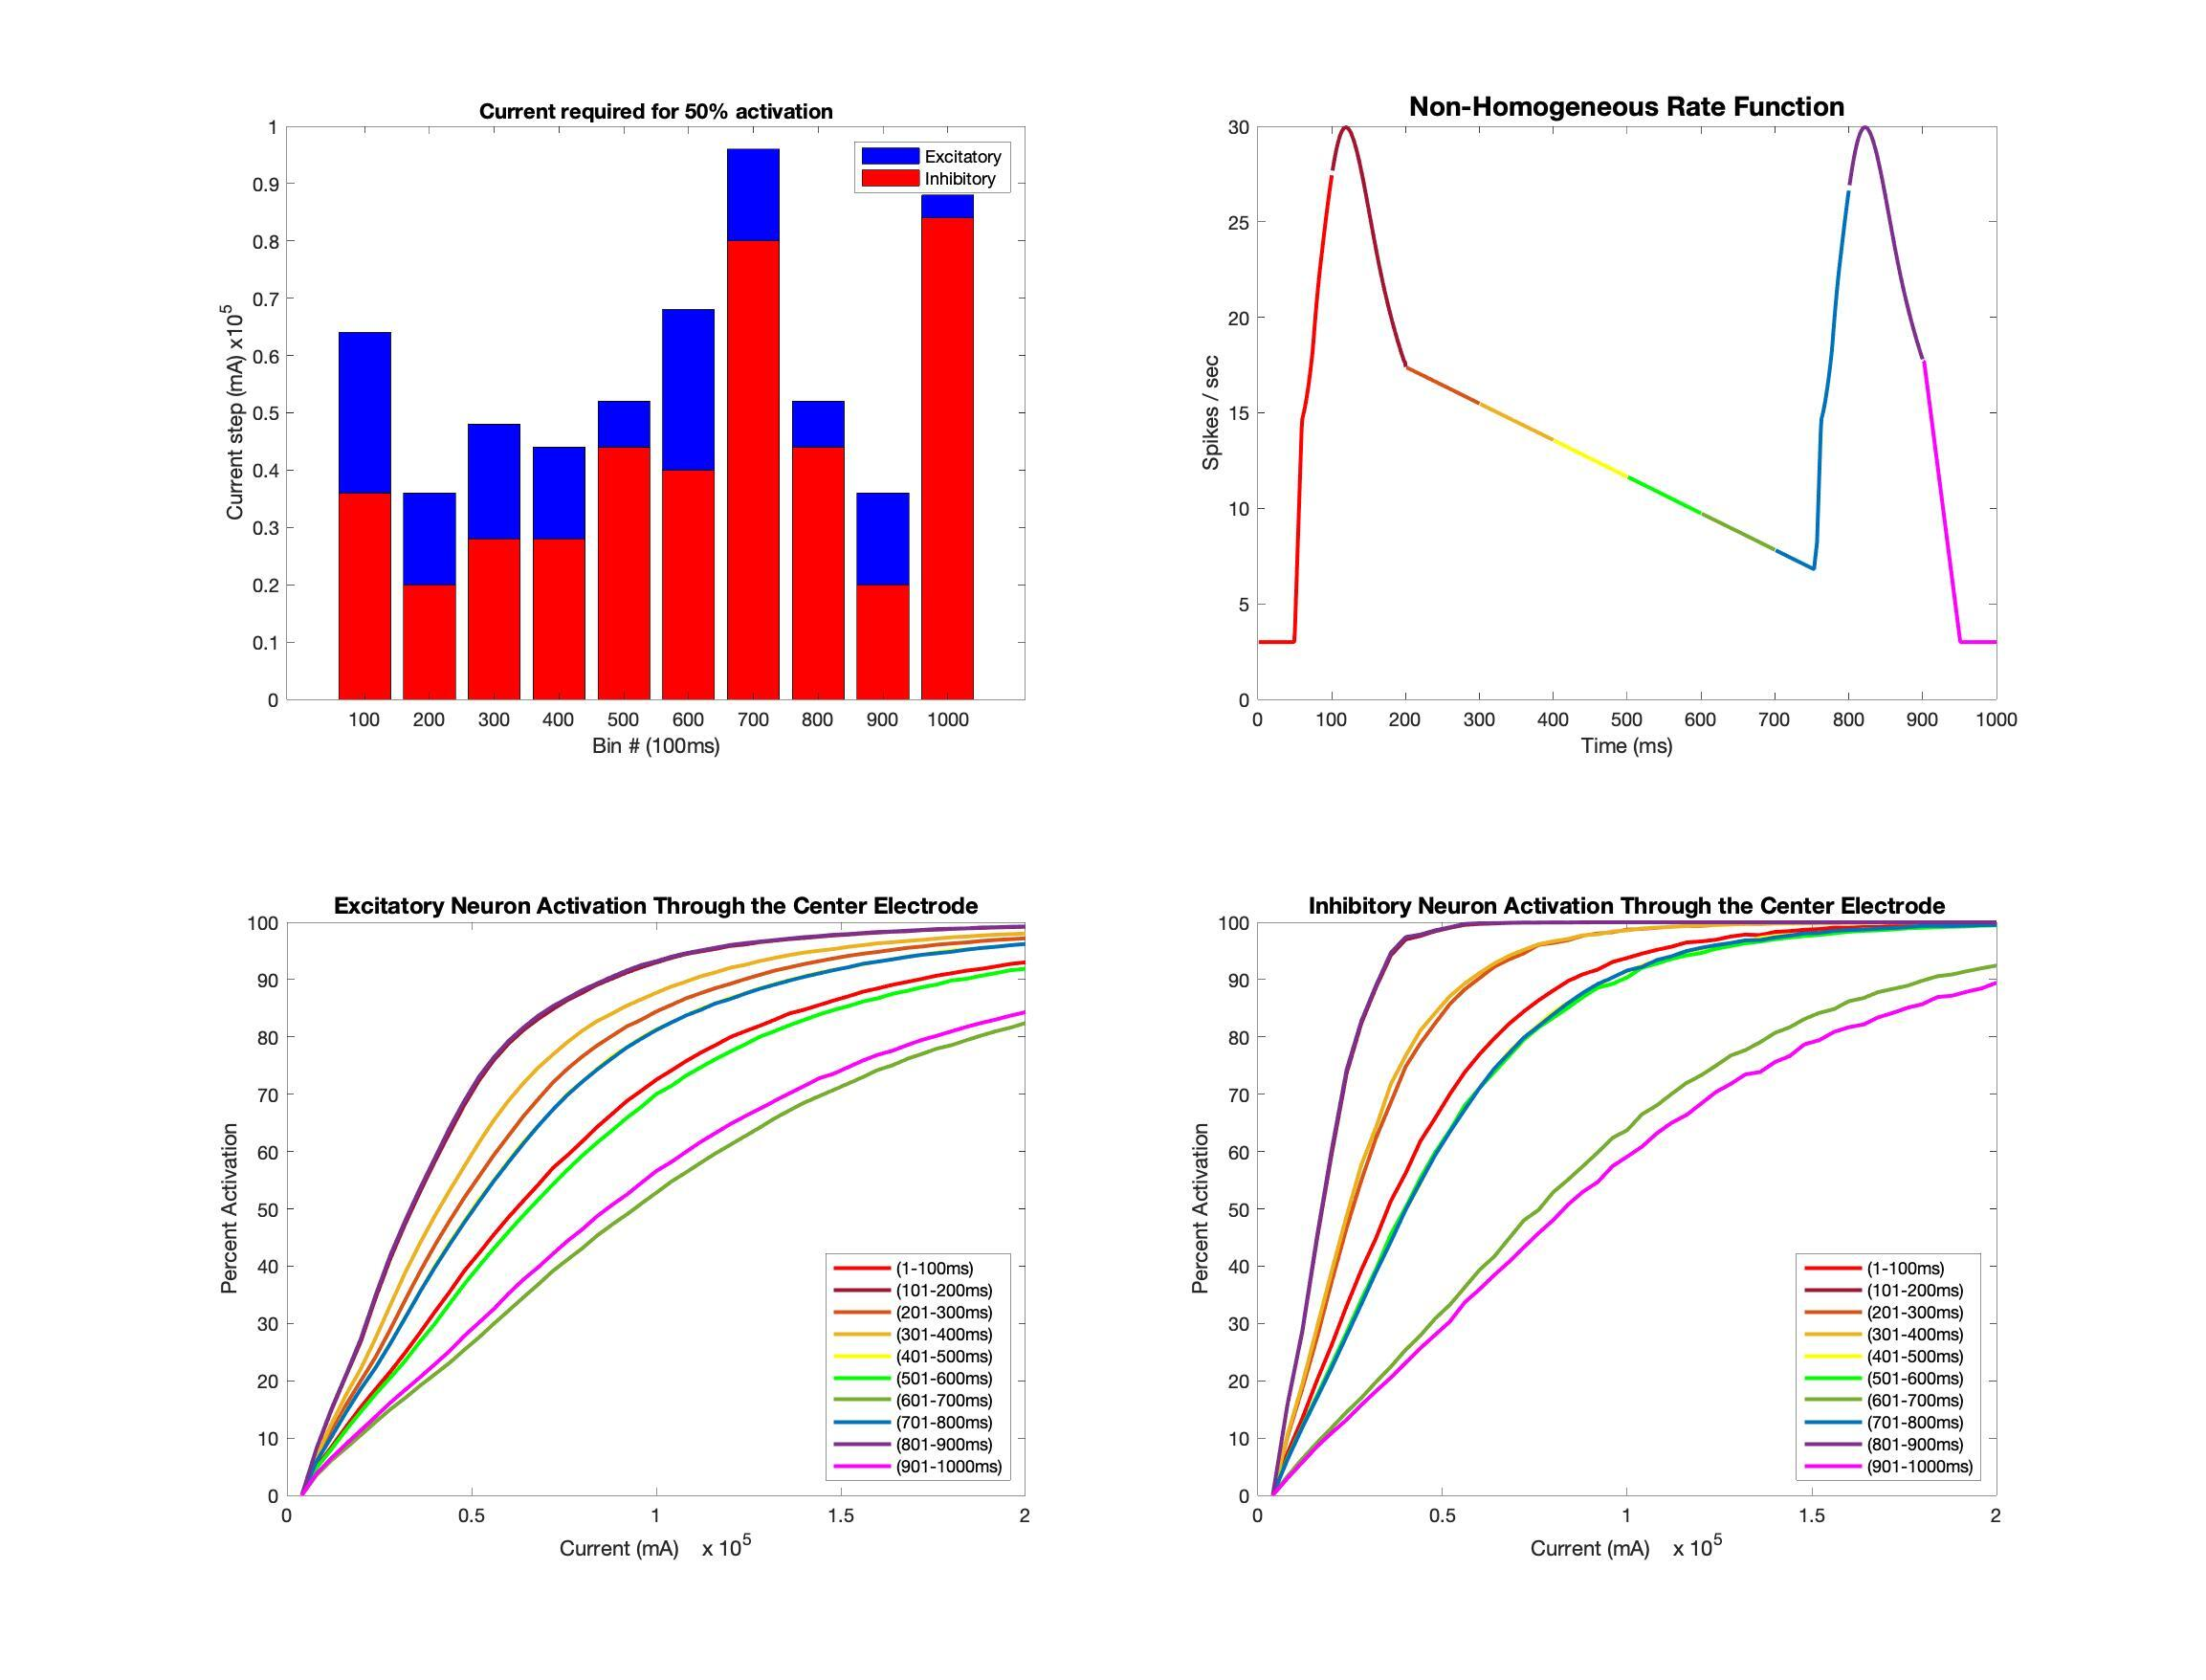 Current required for 50% activation
1
0.9
0.8
0.7
0.6
0.5
0.4
0.3
0.2
0.1
0
Current step (mA) x10^5
Excitatory
Inhibitory
100 200 300 400 500 600 700 800 900 1000
Bin # (100ms)
Non-Homogeneous Rate Function
30
25
20
15
10
5
0
Spikes / sec
0 100 200 300 400 500 600 700 800 900 1000
Time (ms)
Excitatory Neuron Activation Through the Center Electrode
100
90
80
70
60
50
40
30
20
10
0
Percent Activation
(1-100ms)
(101-200ms)
(201-300ms)
(301-400ms)
(401-500ms)
(501-600ms)
(601-700ms)
(701-800ms)
(801-900ms)
(901-1000ms)
0 0.5 1 1.5 2
Current (mA) x 10^5
Inhibitory Neuron Activation Through the Center Electrode
100
90
80
70
60
50
40
30
20
10
0
Percent Activation
(1-100ms)
(101-200ms)
(201-300ms)
(301-400ms)
(401-500ms)
(501-600ms)
(601-700ms)
(701-800ms)
(801-900ms)
(901-1000ms)
0 0.5 1 1.5 2
Current (mA) x 10^5